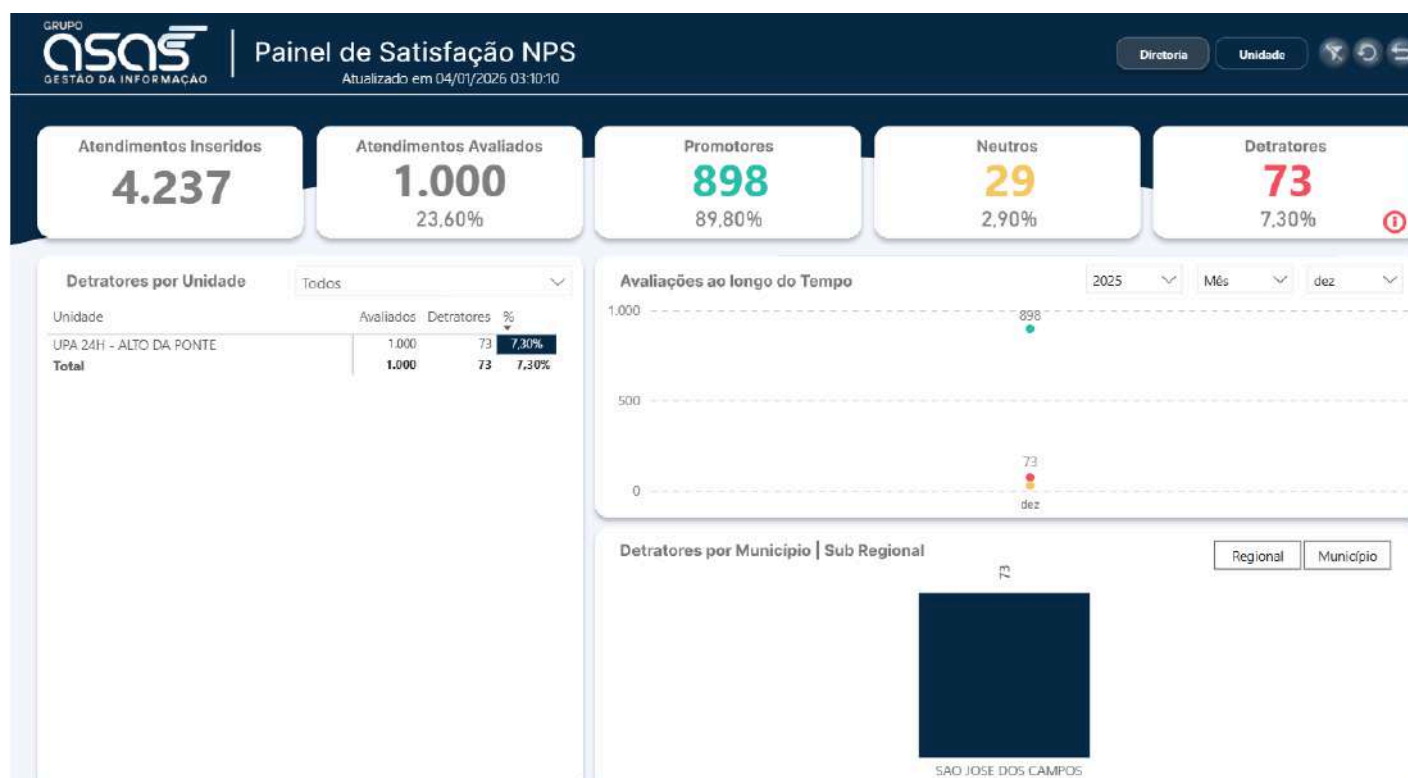 GRUPO
asas
GESTÃO DA INFORMAÇÃO
Painel de Satisfação NPS
Atualizado em 04/01/2026 03:10:10
Diretoria
Unidade
Atendimentos Inseridos
4.237
Atendimentos Avaliados
1.000
23,60%
Promotores
898
89,80%
Neutros
29
2,90%
Detratores
73
7,30%
Detratores por Unidade
Todos
Unidade Avaliados Detratores %
UPA 24H - ALTO DA PONTE 1.000 73 7,30%
Total 1.000 73 7,30%
Avaliações ao longo do Tempo
2025 Mês dez
1.000
898
500
73
0
dez
Detratores por Município | Sub Regional
Regional Município
73
SAO JOSE DOS CAMPOS